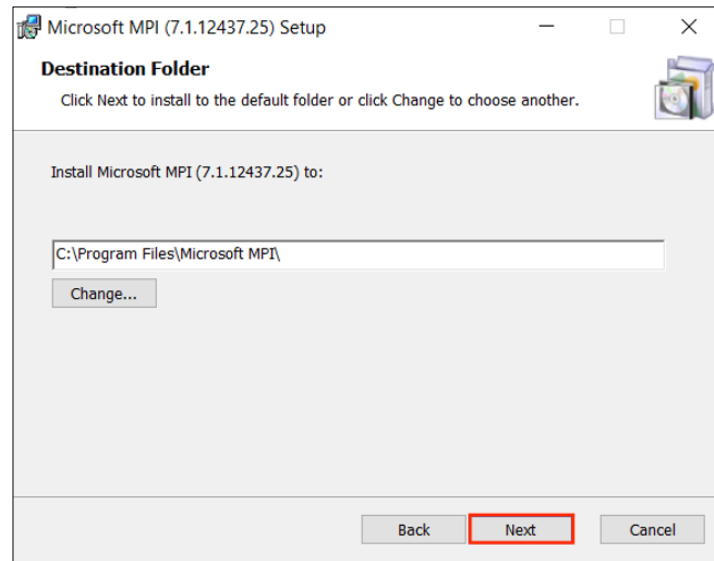 Microsoft MPI (7.1.12437.25) Setup
Destination Folder
Click Next to install to the default folder or click Change to choose another.
Install Microsoft MPI (7.1.12437.25) to:
C:\Program Files\Microsoft MPI\
Change...
Back Next Cancel